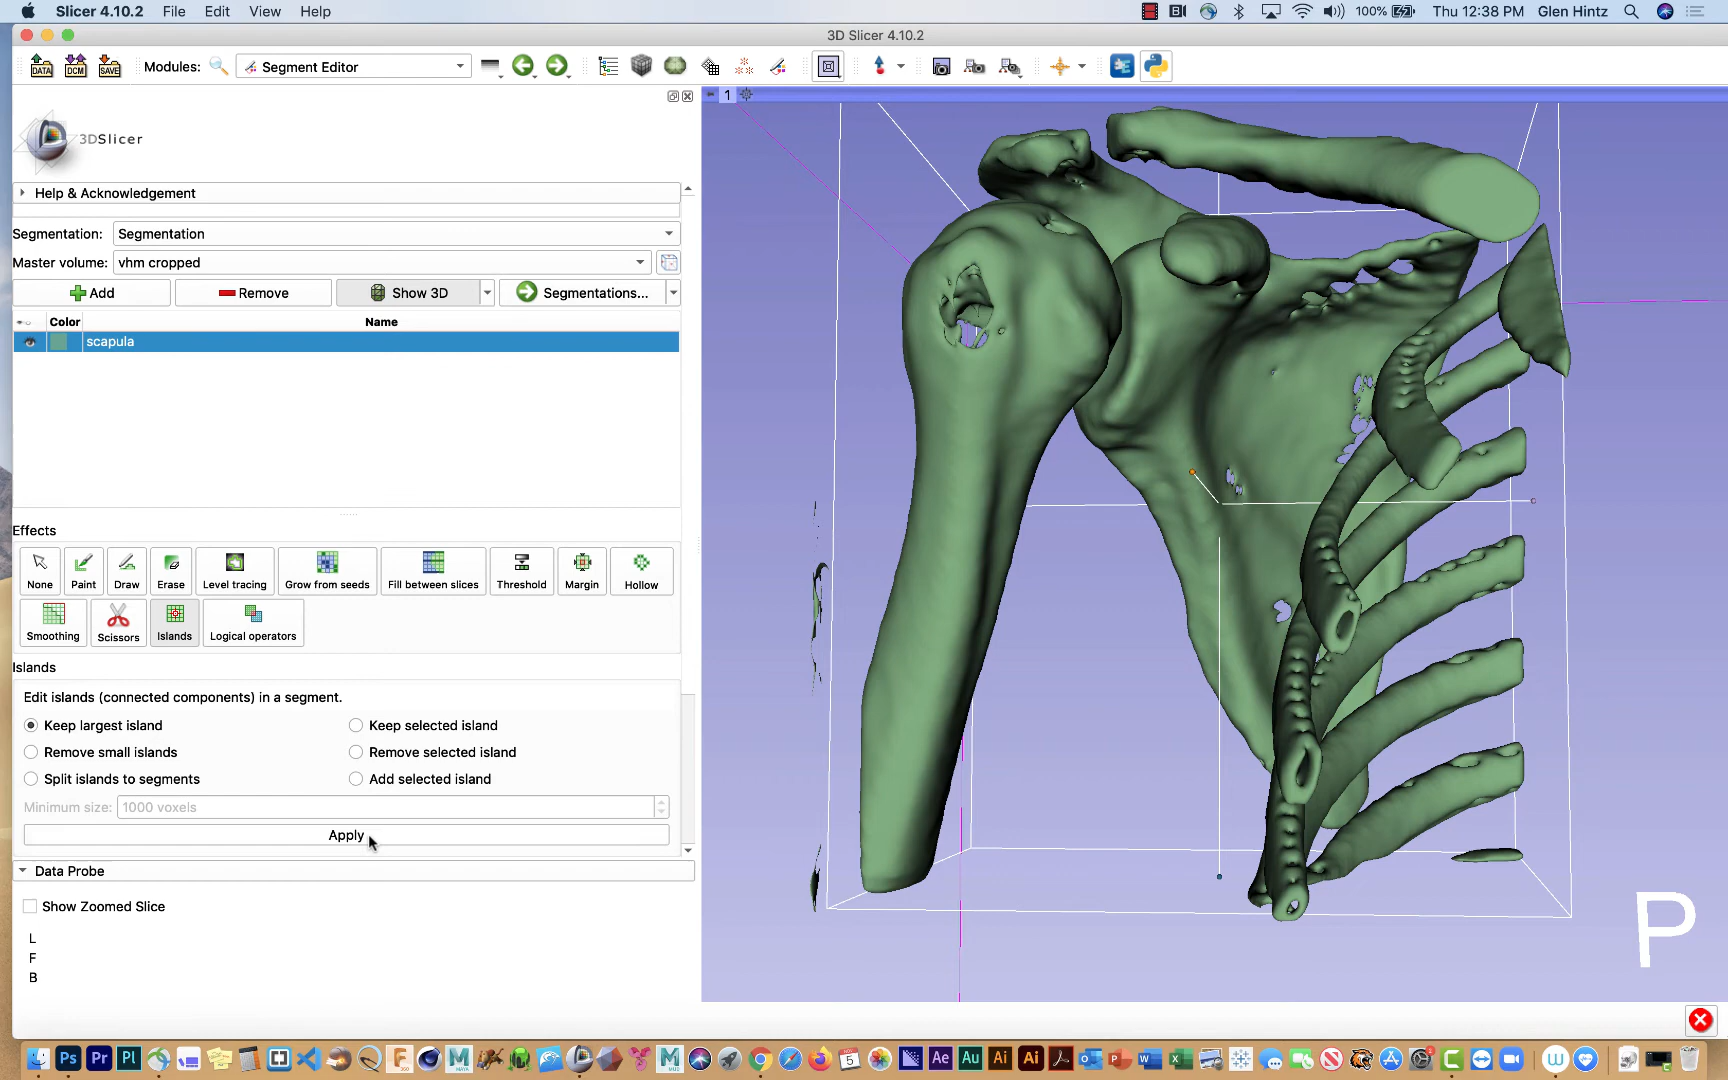 Slicer 4.10.2 File Edit View Help 100% Thu 12:38 PM Glen Hintz
3D Slicer 4.10.2
DATA DCM SAVE Modules: Segment Editor
1
3DSlicer
Help & Acknowledgement
Segmentation: Segmentation
Master volume: vhm cropped
Add Remove Show 3D Segmentations...
Color Name
scapula
Effects
None Paint Draw Erase Level tracing Grow from seeds Fill between slices Threshold Margin Hollow
Smoothing Scissors Islands Logical operators
Islands
Edit islands (connected components) in a segment.
Keep largest island Keep selected island
Remove small islands Remove selected island
Split islands to segments Add selected island
Minimum size: 1000 voxels
Apply
Data Probe
Show Zoomed Slice
L
F
B
P
Ps Pr Pl Ae Au Ai Ai